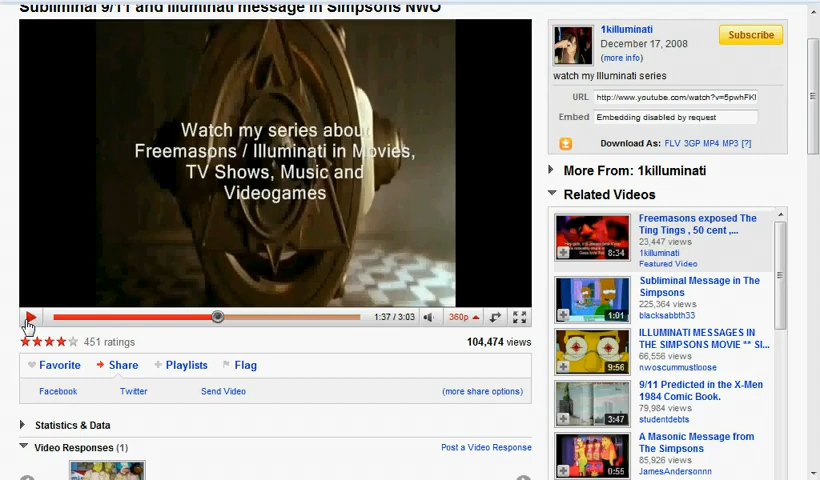 Subliminal 9/11 and Illuminati message in Simpsons NWO
Watch my series about
Freemasons / Illuminati in Movies,
TV Shows, Music and
Videogames
1:37 / 3:03
360p
451 ratings
104,474 views
Favorite
Share
Playlists
Flag
Facebook
Twitter
Send Video
(more share options)
Statistics & Data
Video Responses (1)
Post a Video Response
1killuminati
December 17, 2008
(more info)
Subscribe
watch my Illuminati series
URL
http://www.youtube.com/watch?v=5pwhFKI
Embed
Embedding disabled by request
Download As: FLV 3GP MP4 MP3 [?]
More From: 1killuminati
Related Videos
Freemasons exposed The
Ting Tings , 50 cent ,...
23,447 views
1killuminati
Featured Video
8:34
Subliminal Message in The
Simpsons
225,364 views
blacksabbth33
1:01
ILLUMINATI MESSAGES IN
THE SIMPSONS MOVIE ** SI...
66,556 views
nwoscummustloose
9:56
9/11 Predicted in the X-Men
1984 Comic Book.
79,984 views
studentdebts
3:47
A Masonic Message from
The Simpsons
85,926 views
JamesAndersonnn
0:55